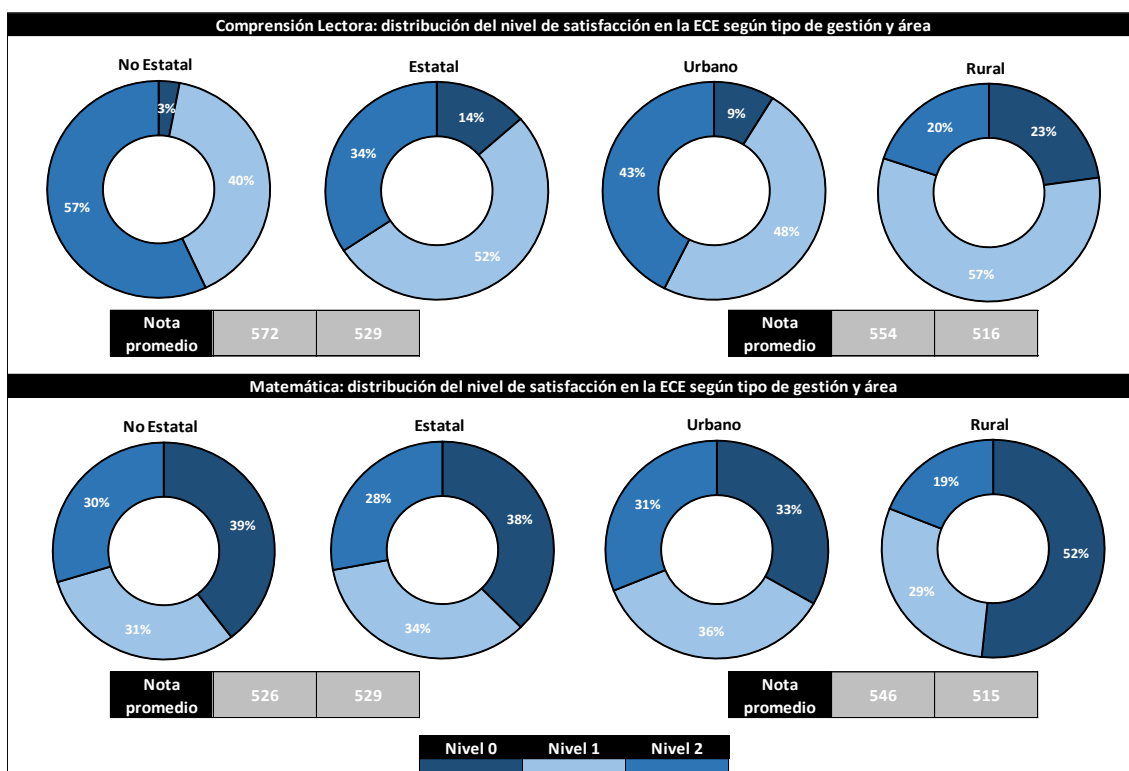 Comprensión Lectora: distribución del nivel de satisfacción en la ECE según tipo de gestión y área
No Estatal
Estatal
Urbano
Rural
3%
40%
57%
14%
34%
52%
9%
43%
48%
20%
23%
57%
Nota promedio
572
529
Nota promedio
554
516
Matemática: distribución del nivel de satisfacción en la ECE según tipo de gestión y área
No Estatal
Estatal
Urbano
Rural
30%
39%
31%
28%
38%
34%
31%
33%
36%
19%
52%
29%
Nota promedio
526
529
Nota promedio
546
515
Nivel 0
Nivel 1
Nivel 2